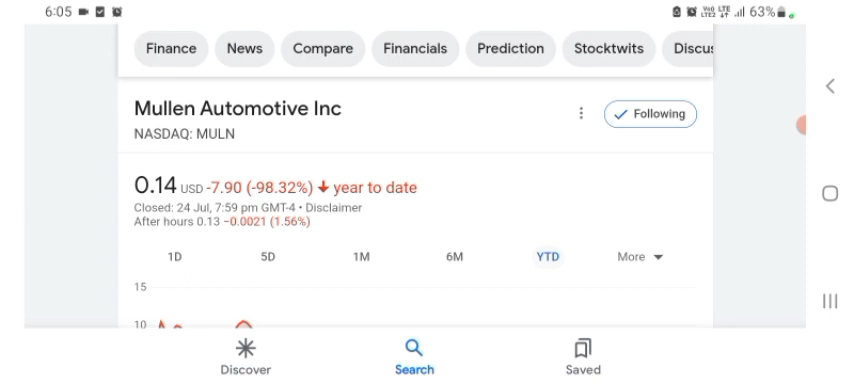 6:05 63%
Finance News Compare Financials Prediction Stocktwits Discus
Mullen Automotive Inc
Following
NASDAQ: MULN
0.14 USD -7.90 (-98.32%) year to date
Closed: 24 Jul, 7:59 pm GMT-4 • Disclaimer
After hours 0.13 −0.0021 (1.56%)
1D 5D 1M 6M YTD More
15
10
Discover Search Saved